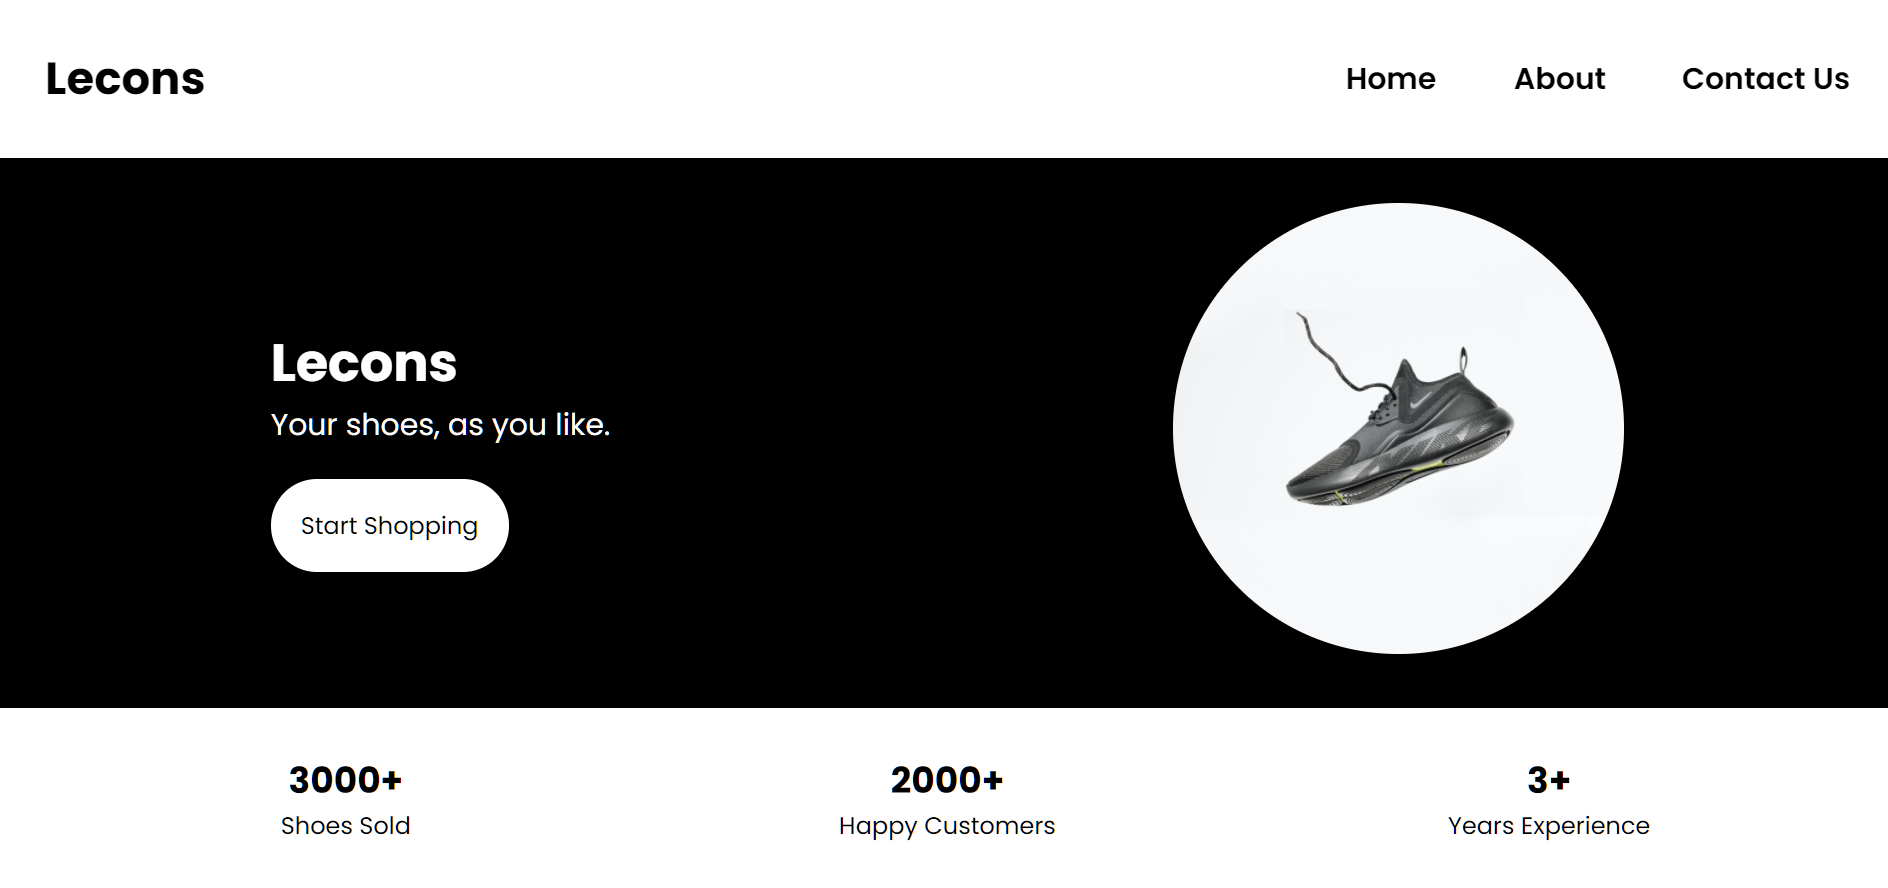 Lecons
Home
About
Contact Us
Lecons
Your shoes, as you like.
Start Shopping
3000+
Shoes Sold
2000+
Happy Customers
3+
Years Experience